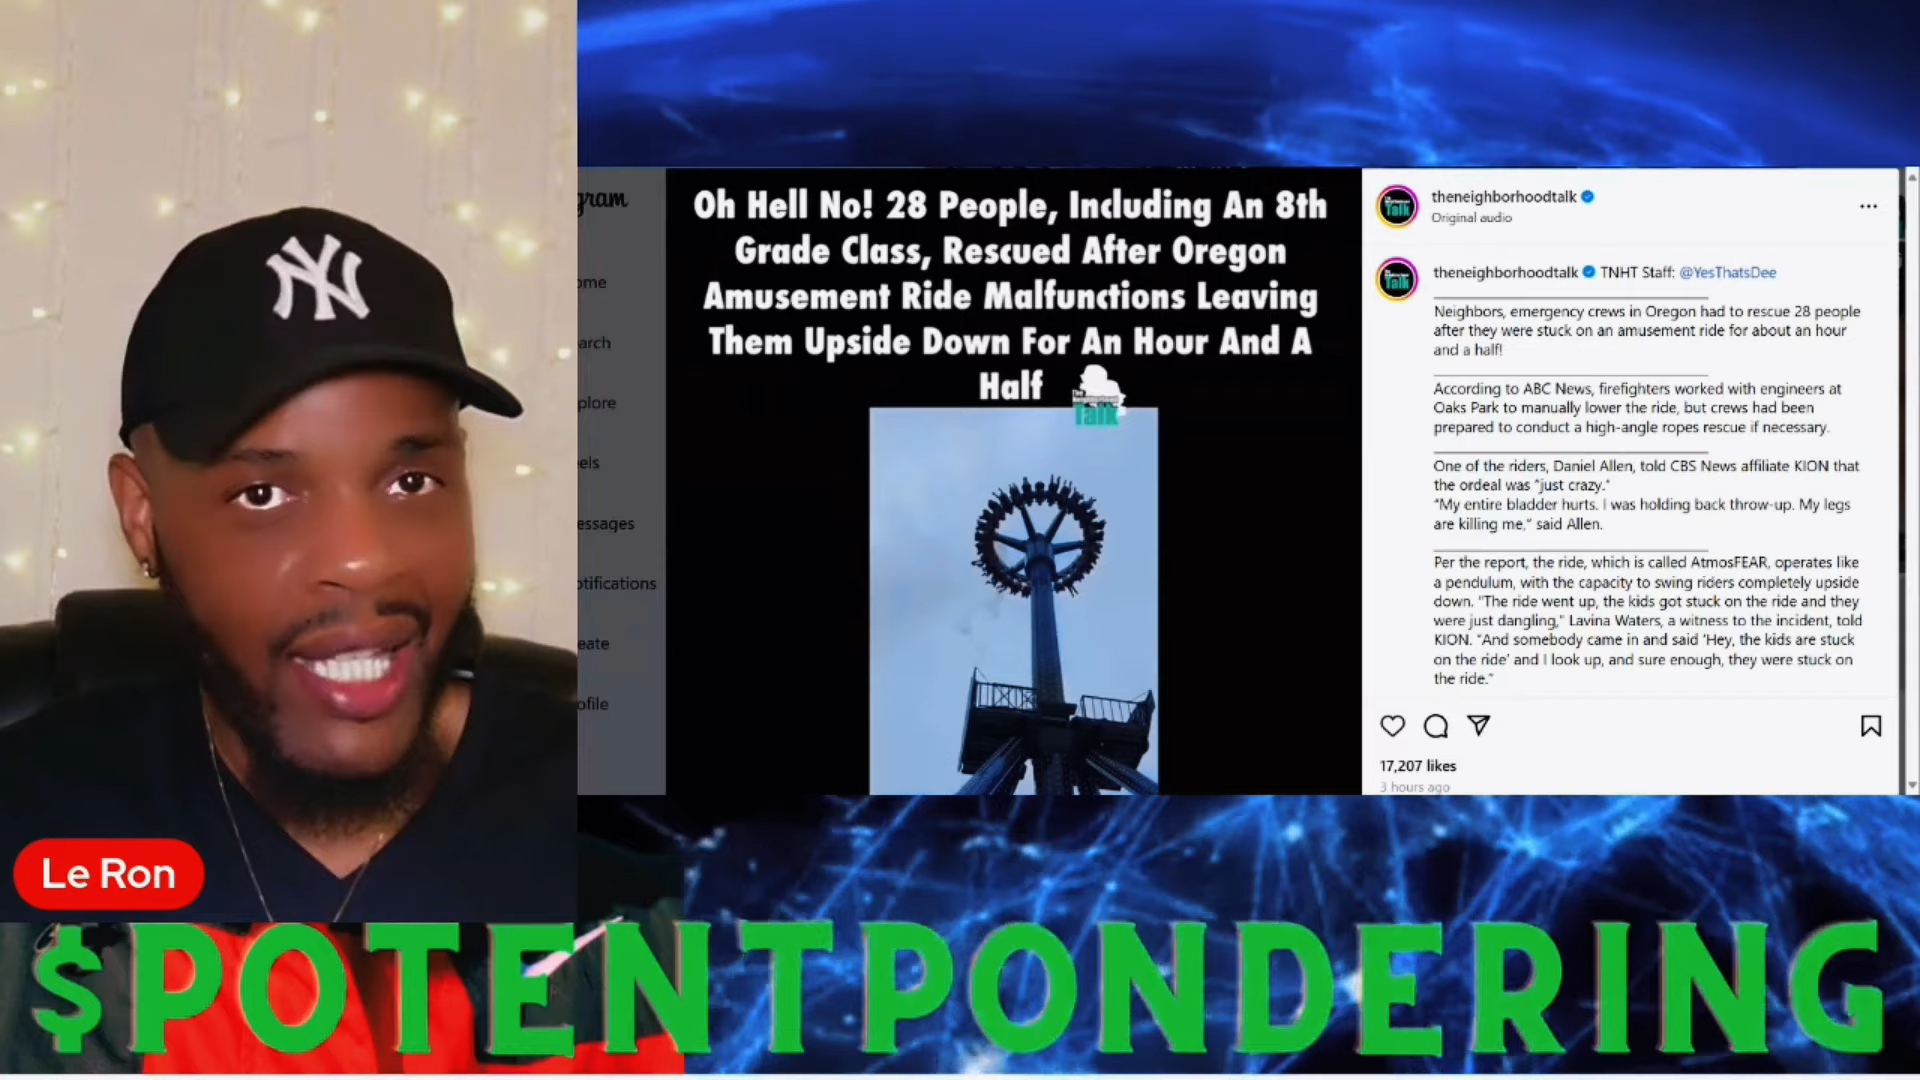 NY
Le Ron
$POTENTPONDERING
gram
ome
arch
plore
els
essages
otifications
eate
ofile
Oh Hell No! 28 People, Including An 8th
Grade Class, Rescued After Oregon
Amusement Ride Malfunctions Leaving
Them Upside Down For An Hour And A
Half
Talk
theneighborhoodtalk
Original audio
theneighborhoodtalk TNHT Staff: @YesThatsDee
Neighbors, emergency crews in Oregon had to rescue 28 people
after they were stuck on an amusement ride for about an hour
and a half!
According to ABC News, firefighters worked with engineers at
Oaks Park to manually lower the ride, but crews had been
prepared to conduct a high-angle ropes rescue if necessary.
One of the riders, Daniel Allen, told CBS News affiliate KION that
the ordeal was "just crazy."
"My entire bladder hurts. I was holding back throw-up. My legs
are killing me," said Allen.
Per the report, the ride, which is called AtmosFEAR, operates like
a pendulum, with the capacity to swing riders completely upside
down. "The ride went up, the kids got stuck on the ride and they
were just dangling," Lavina Waters, a witness to the incident, told
KION. "And somebody came in and said 'Hey, the kids are stuck
on the ride' and I look up, and sure enough, they were stuck on
the ride."
17,207 likes
3 hours ago